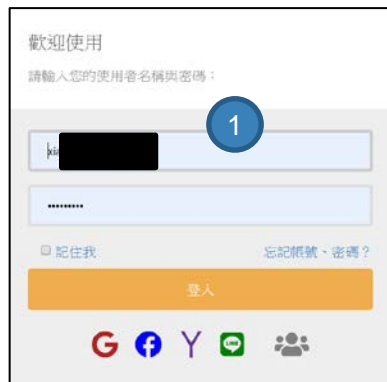 歡迎使用
請輸入您的使用者名稱與密碼：
1
xia
•••••••••
記住我 忘記帳號、密碼？
登入
G f Y LINE